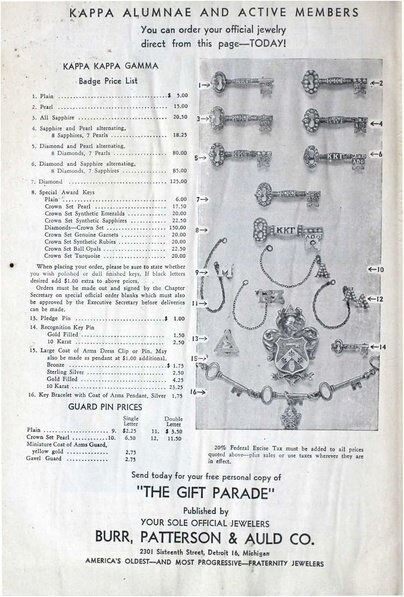 KAPPA ALUMNAE AND ACTIVE MEMBERS
You can order your official jewelry
direct from this page—TODAY!
KAPPA KAPPA GAMMA
Badge Price List
1. Plain $ 5.00
2. Pearl 15.00
3. All Sapphire 20.50
4. Sapphire and Pearl alternating,
8 Sapphires, 7 Pearls 18.25
5. Diamond and Pearl alternating,
8 Diamonds, 7 Pearls 80.00
6. Diamond and Sapphire alternating,
8 Diamonds, 7 Sapphires 85.00
7. Diamond 125.00
8. Special Award Keys
Plain 6.00
Crown Set Pearl 17.50
Crown Set Synthetic Emeralds 20.00
Crown Set Synthetic Sapphires 22.50
Diamonds—Crown Set 150.00
Crown Set Genuine Garnets 20.00
Crown Set Synthetic Rubies 20.00
Crown Set Ball Opals 22.50
Crown Set Turquoise 20.00
When placing your order, please be sure to state whether
you wish polished or dull finished keys. If black letters
desired add $1.00 extra to above prices.
Orders must be made out and signed by the Chapter
Secretary on special official order blanks which must also
be approved by the Executive Secretary before deliveries
can be made.
13. Pledge Pin $ 1.00
14. Recognition Key Pin
Gold Filled 1.50
10 Karat 2.50
15. Large Coat of Arms Dress Clip or Pin. May
also be made as pendant at $1.00 additional.
Bronze $ 1.75
Sterling Silver 2.50
Gold Filled 4.25
10 Karat 23.25
16. Key Bracelet with Coat of Arms Pendant, Silver 1.75
GUARD PIN PRICES
Single Letter Double Letter
Plain 9. $2.25 11. $ 3.50
Crown Set Pearl 10. 6.50 12. 11.50
Miniature Coat of Arms Guard,
yellow gold 2.75
Gavel Guard 2.75
1
2
3
4
5
6
7
8
9
10
11
12
13
14
15
16
ΚΚΓ
20% Federal Excise Tax must be added to all prices
quoted above—plus sales or use taxes wherever they are
in effect.
Send today for your free personal copy of
"THE GIFT PARADE"
Published by
YOUR SOLE OFFICIAL JEWELERS
BURR, PATTERSON & AULD CO.
2301 Sixteenth Street, Detroit 16, Michigan
AMERICA'S OLDEST—AND MOST PROGRESSIVE—FRATERNITY JEWELERS